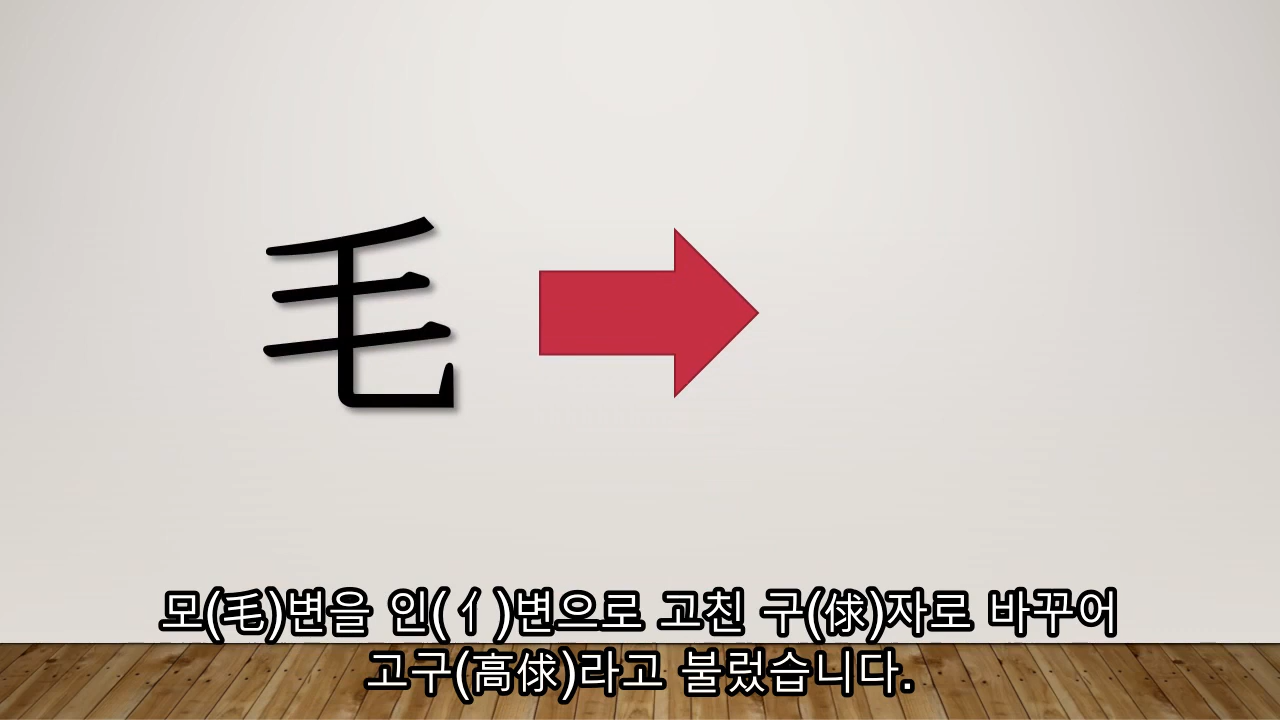 毛
모(毛)변을 인(亻)변으로 고친 구(俅)자로 바꾸어
고구(高俅)라고 불렀습니다.